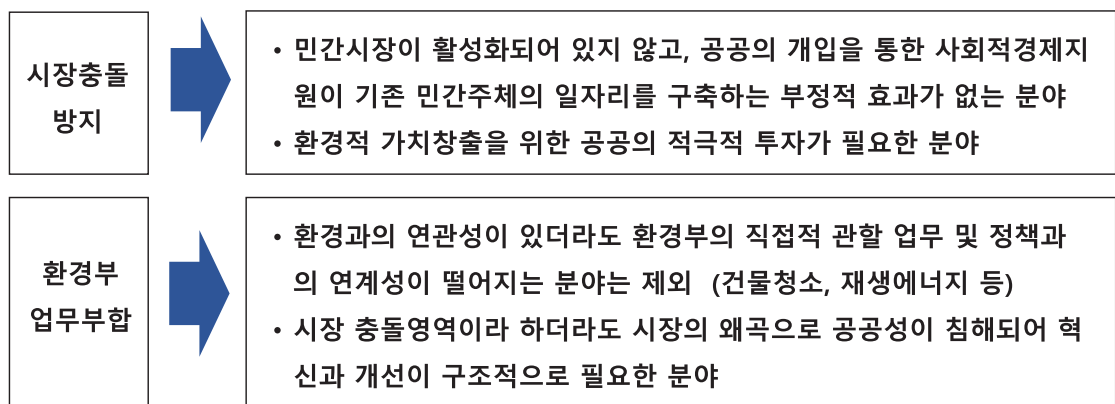 시장충돌
방지
• 민간시장이 활성화되어 있지 않고, 공공의 개입을 통한 사회적경제지
원이 기존 민간주체의 일자리를 구축하는 부정적 효과가 없는 분야
• 환경적 가치창출을 위한 공공의 적극적 투자가 필요한 분야
환경부
업무부합
• 환경과의 연관성이 있더라도 환경부의 직접적 관할 업무 및 정책과
의 연계성이 떨어지는 분야는 제외 (건물청소, 재생에너지 등)
• 시장 충돌영역이라 하더라도 시장의 왜곡으로 공공성이 침해되어 혁
신과 개선이 구조적으로 필요한 분야